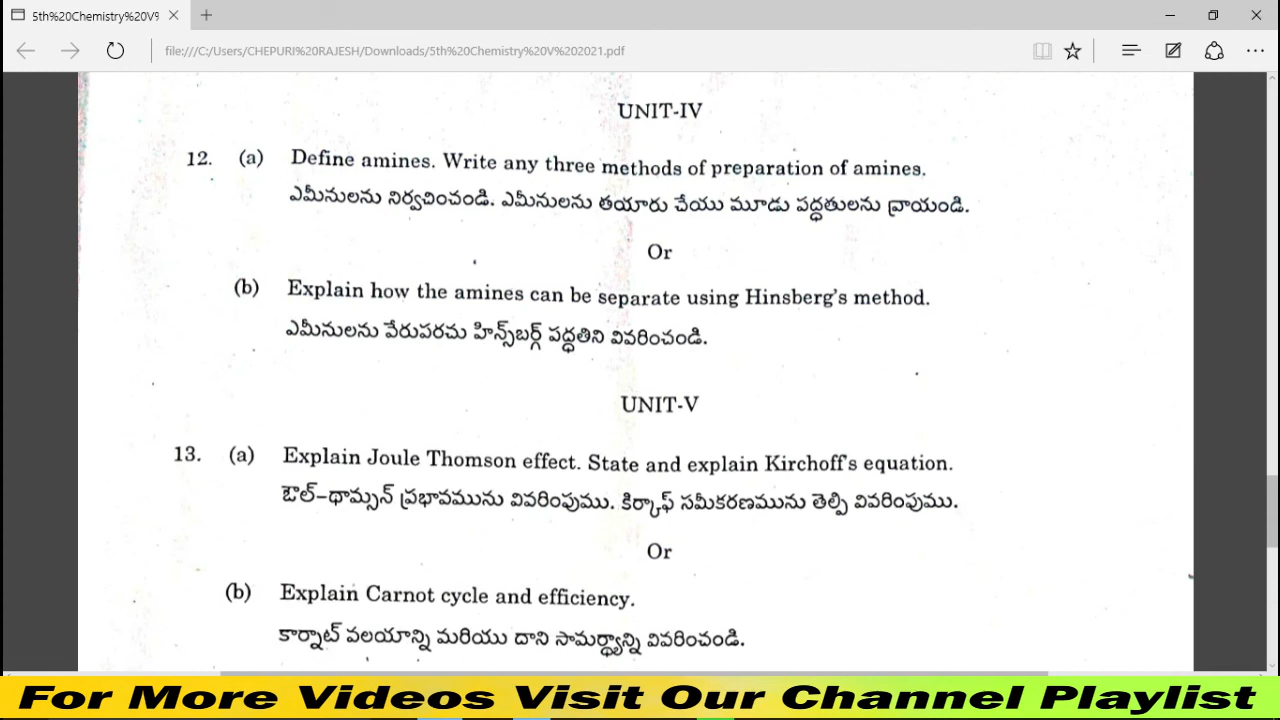 5th%20Chemistry%20V%
file:///C:/Users/CHEPURI%20RAJESH/Downloads/5th%20Chemistry%20V%202021.pdf
UNIT-IV
12. (a) Define amines. Write any three methods of preparation of amines.
ఎమీనులను నిర్వచించండి. ఎమీనులను తయారు చేయు మూడు పద్ధతులను వ్రాయండి.
Or
(b) Explain how the amines can be separate using Hinsberg's method.
ఎమీనులను వేరుపరచు హిన్స్‌బర్గ్ పద్ధతిని వివరించండి.
UNIT-V
13. (a) Explain Joule Thomson effect. State and explain Kirchoff's equation.
ఔల్-థామ్సన్ ప్రభావమును వివరింపుము. కిర్కాఫ్ సమీకరణమును తెల్పి వివరింపుము.
Or
(b) Explain Carnot cycle and efficiency.
కార్నాట్ వలయాన్ని మరియు దాని సామర్థ్యాన్ని వివరించండి.
For More Videos Visit Our Channel Playlist